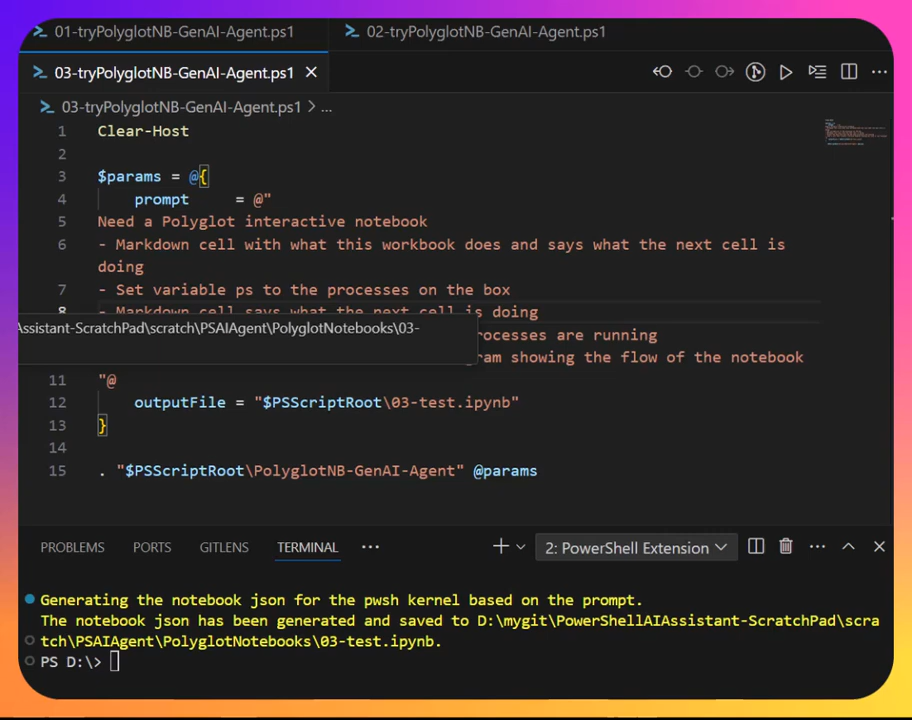 01-tryPolyglotNB-GenAI-Agent.ps1
02-tryPolyglotNB-GenAI-Agent.ps1
03-tryPolyglotNB-GenAI-Agent.ps1
03-tryPolyglotNB-GenAI-Agent.ps1 > ...
1 Clear-Host
2
3 $params = @{
4 prompt = @"
5 Need a Polyglot interactive notebook
6 - Markdown cell with what this workbook does and says what the next cell is
doing
7 - Set variable ps to the processes on the box
8 - Markdown cell says what the next cell is doing
Assistant-ScratchPad\scratch\PSAIAgent\PolyglotNotebooks\03-
processes are running
showing the flow of the notebook
11 "@
12 outputFile = "$PSScriptRoot\03-test.ipynb"
13 }
14
15 . "$PSScriptRoot\PolyglotNB-GenAI-Agent" @params
PROBLEMS PORTS GITLENS TERMINAL ... 2: PowerShell Extension
Generating the notebook json for the pwsh kernel based on the prompt.
The notebook json has been generated and saved to D:\mygit\PowerShellAIAssistant-ScratchPad\scra
tch\PSAIAgent\PolyglotNotebooks\03-test.ipynb.
PS D:\>